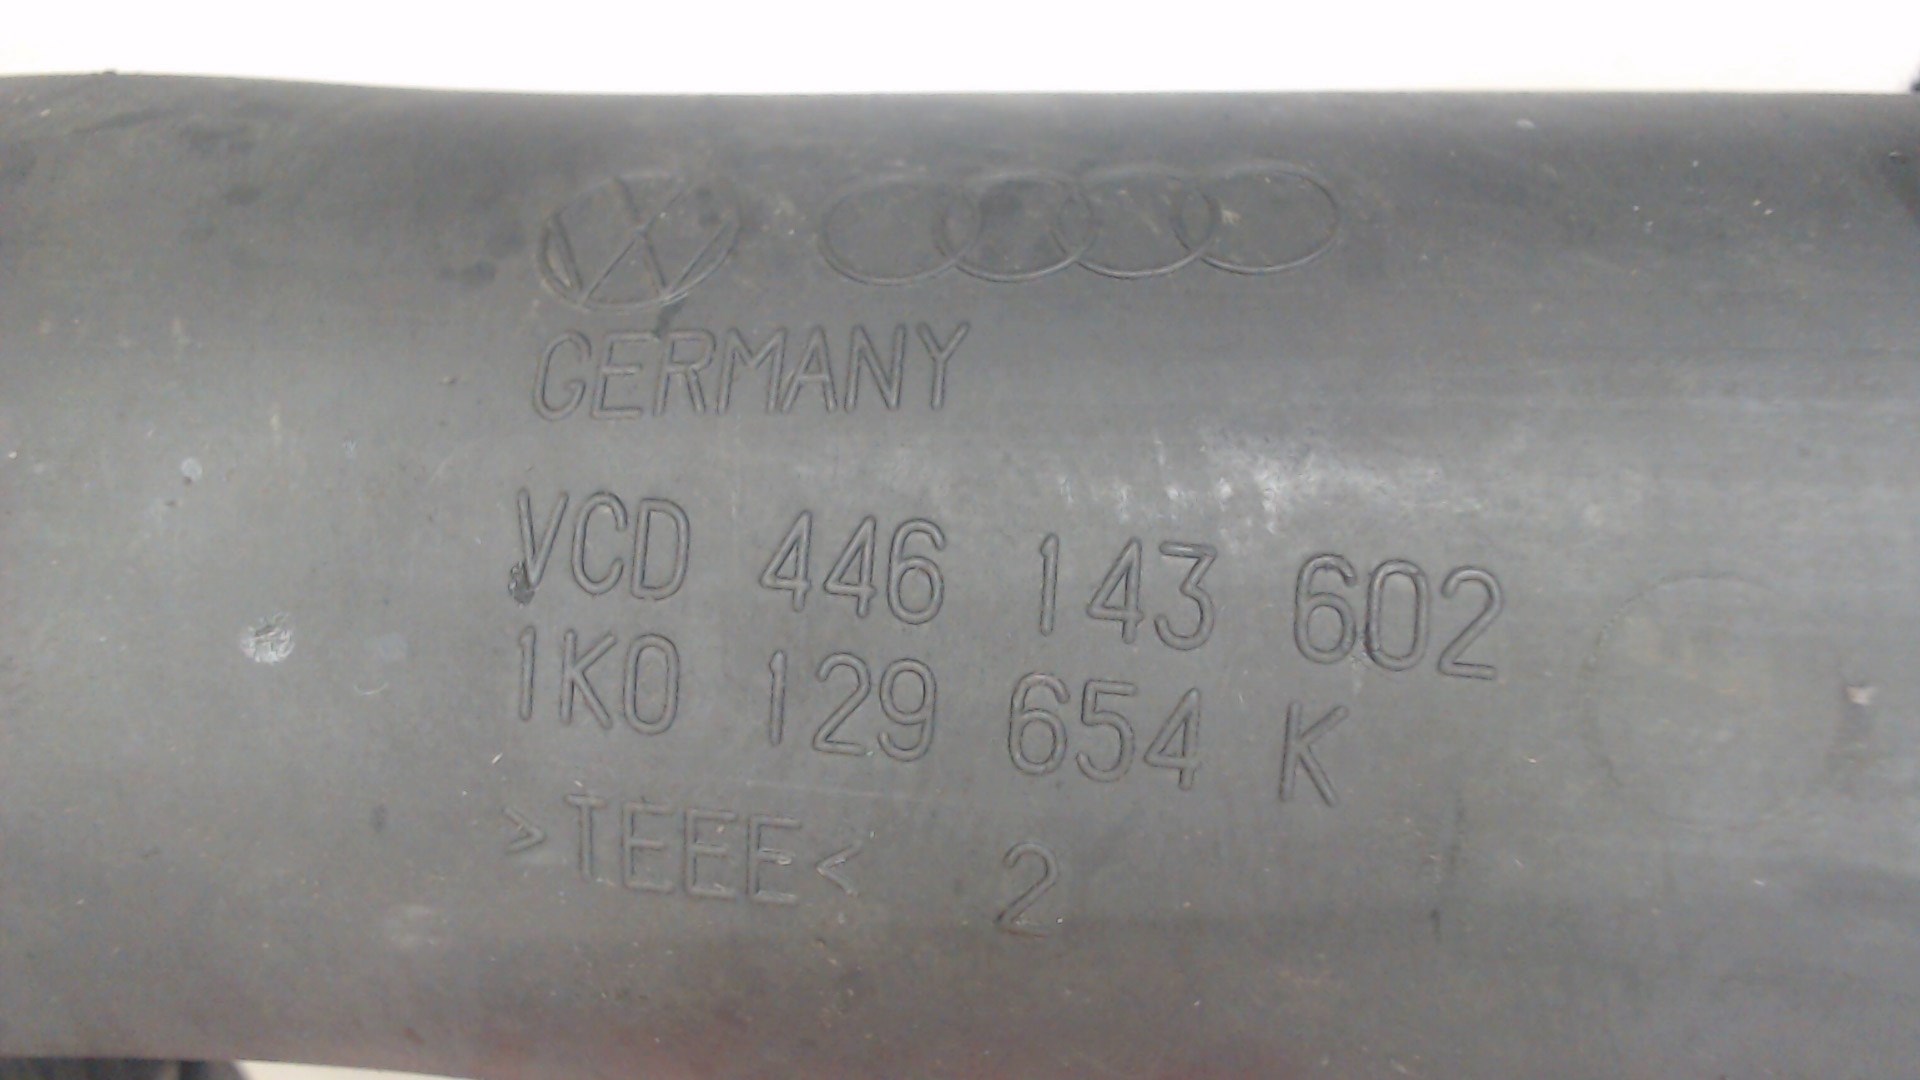 GERMANY
VCD 446 143 602
1K0 129 654 K
>TEEE< 2